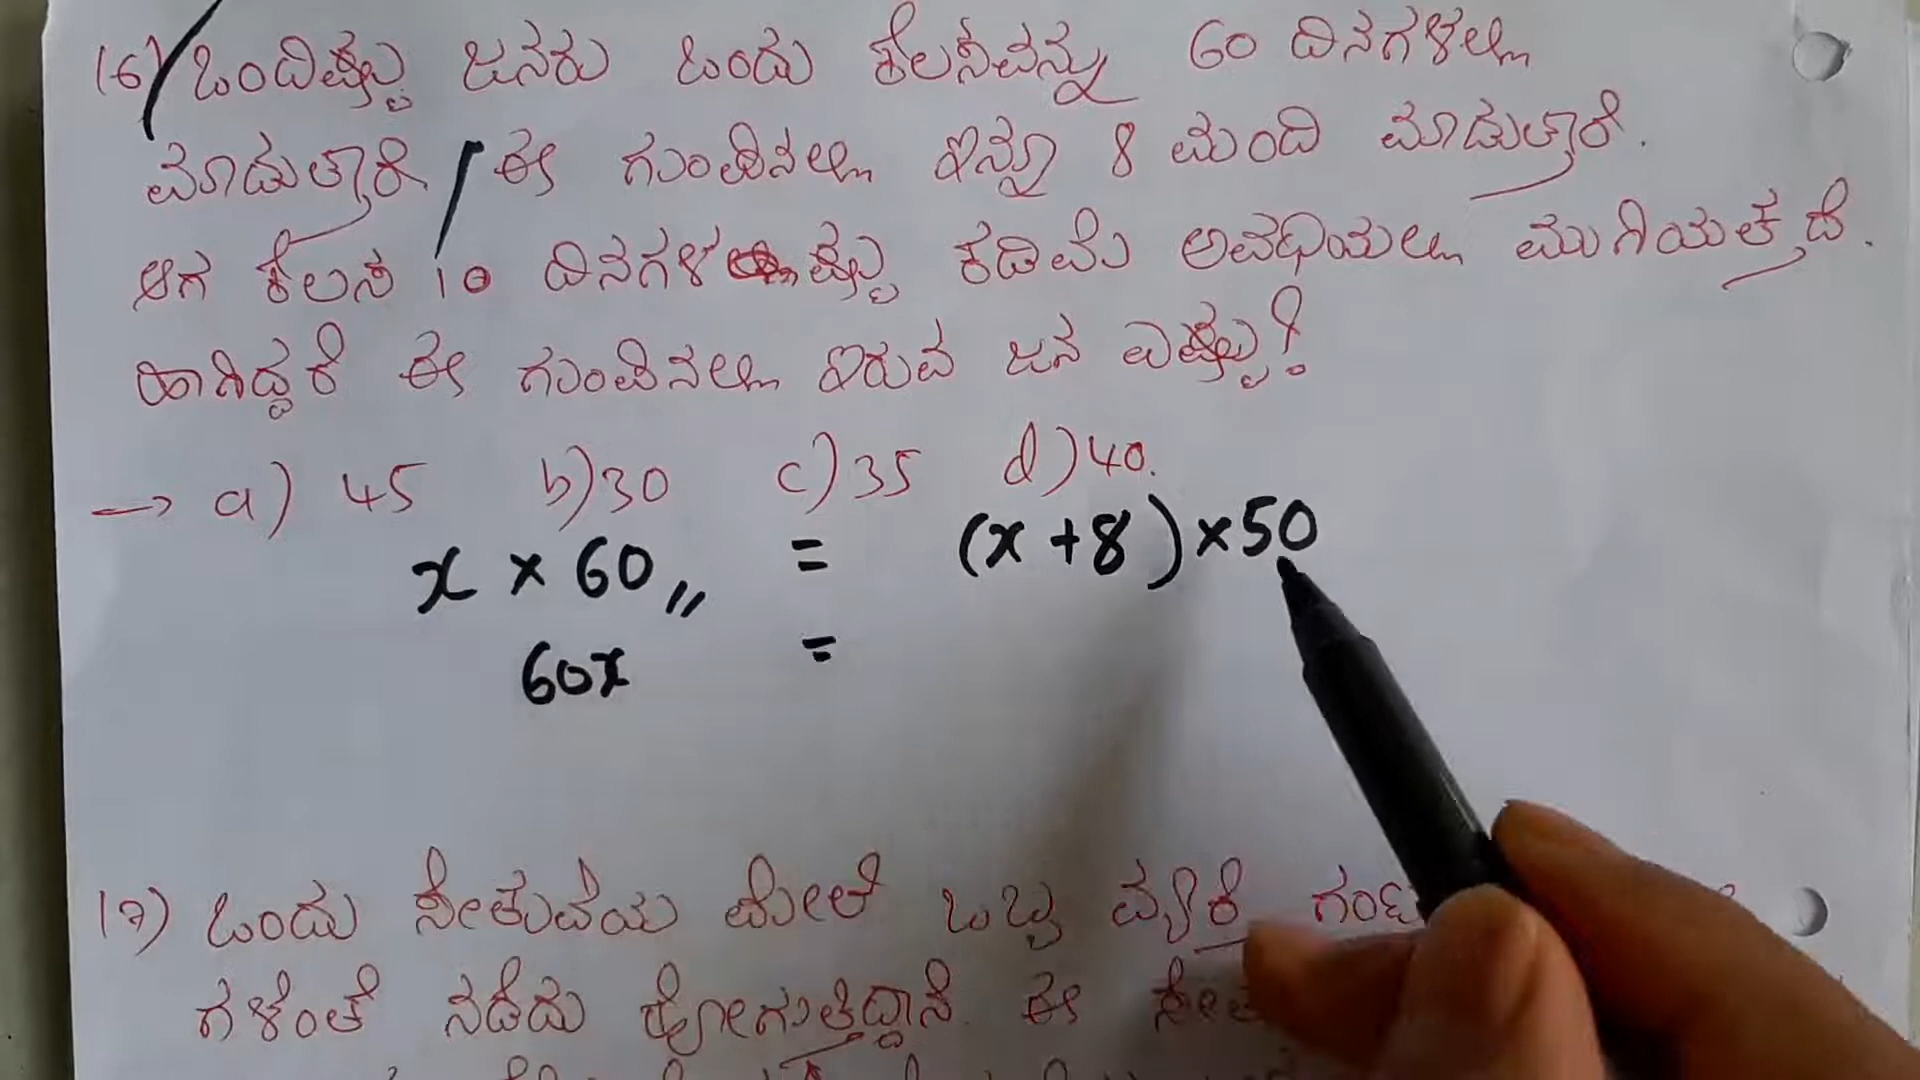 16) ಒಂದಿಷ್ಟು ಜನರು ಒಂದು ಕೆಲಸವನ್ನು 60 ದಿನಗಳಲ್ಲಿ
ಮಾಡುತ್ತಾರೆ ಈ ಗುಂಪಿನಲ್ಲಿ ಇನ್ನೂ 8 ಮಂದಿ ಮಾಡುತ್ತಾರೆ.
ಆಗ ಕೆಲಸ 10 ದಿನಗಳಷ್ಟು ಕಡಿಮೆ ಅವಧಿಯಲ್ಲಿ ಮುಗಿಯುತ್ತದೆ.
ಹಾಗಿದ್ದರೆ ಈ ಗುಂಪಿನಲ್ಲಿ ಇರುವ ಜನ ಎಷ್ಟು?
→ a) 45 b) 30 c) 35 d) 40.
x × 60 ,, = (x + 8) × 50
60x =
17) ಒಂದು ಸೇತುವೆಯ ಮೇಲೆ ಒಬ್ಬ ವ್ಯಕ್ತಿ
ಗಳಂತೆ ನಡೆದು ಹೋಗುತ್ತಿದ್ದಾನೆ. ಈ